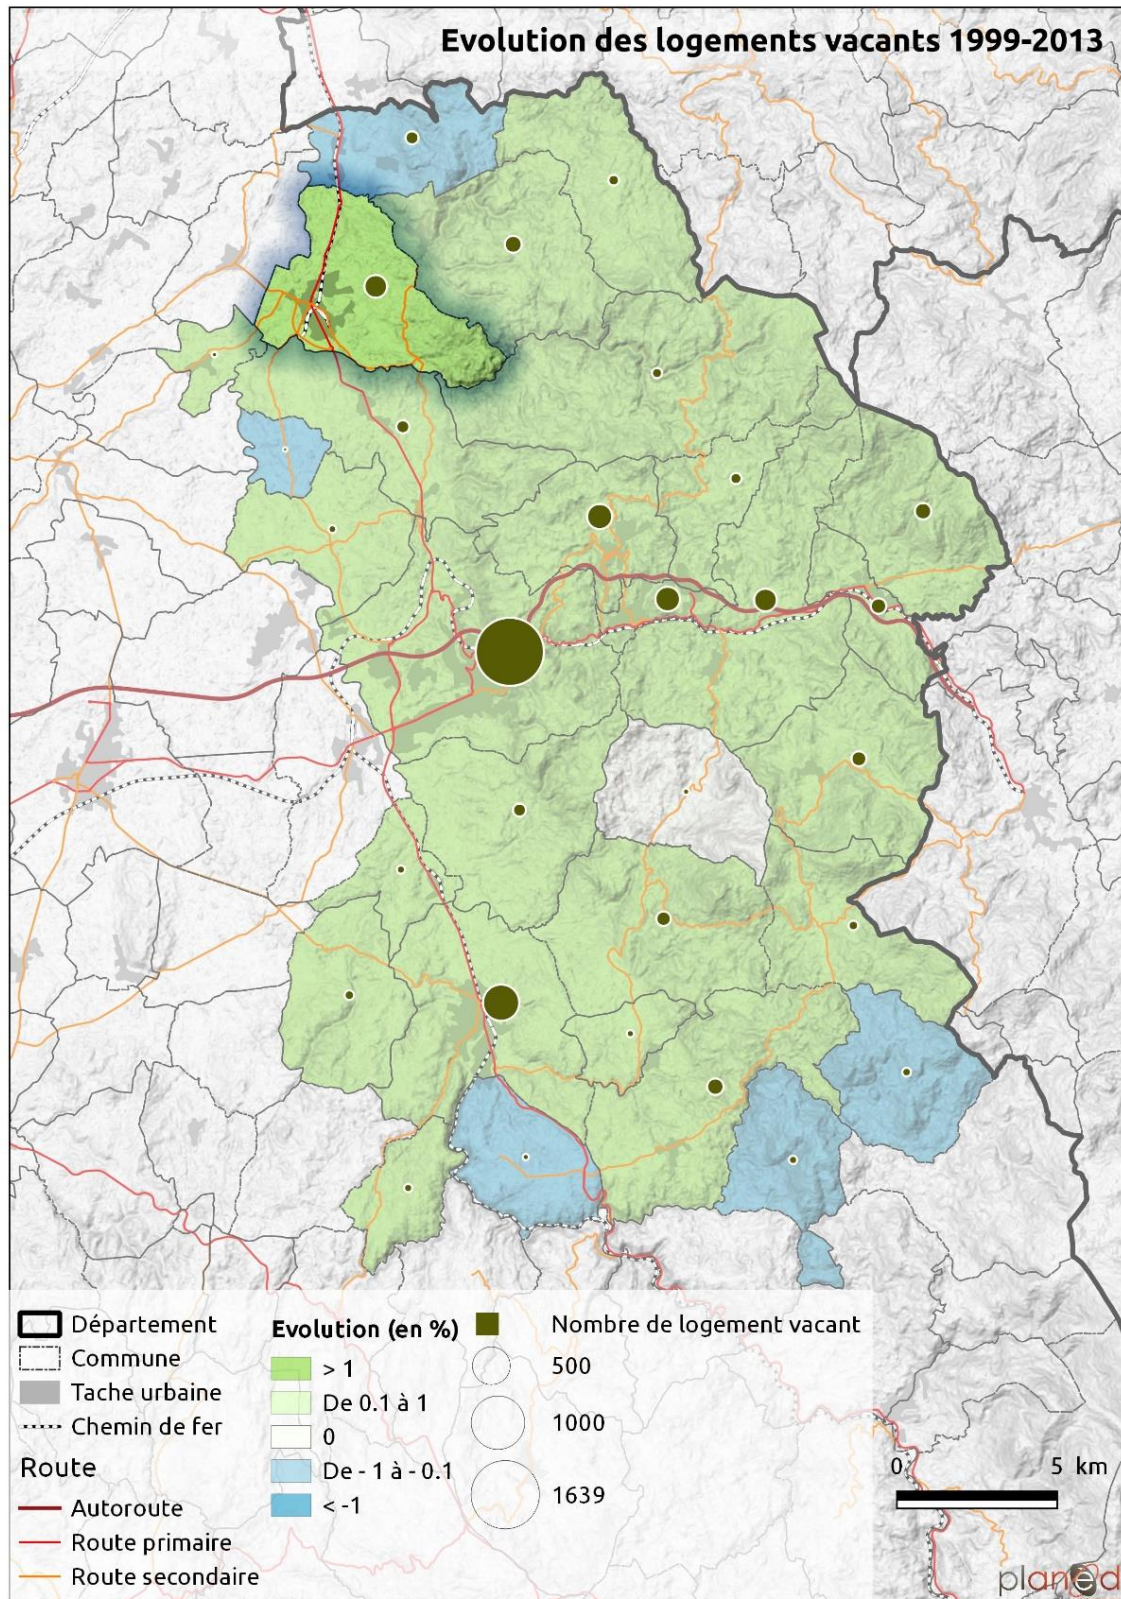 Evolution des logements vacants 1999-2013
Département
Commune
Tache urbaine
Chemin de fer
Route
Autoroute
Route primaire
Route secondaire
Evolution (en %)
> 1
De 0.1 à 1
0
De - 1 à - 0.1
< -1
Nombre de logement vacant
500
1000
1639
0 5 km
planèd